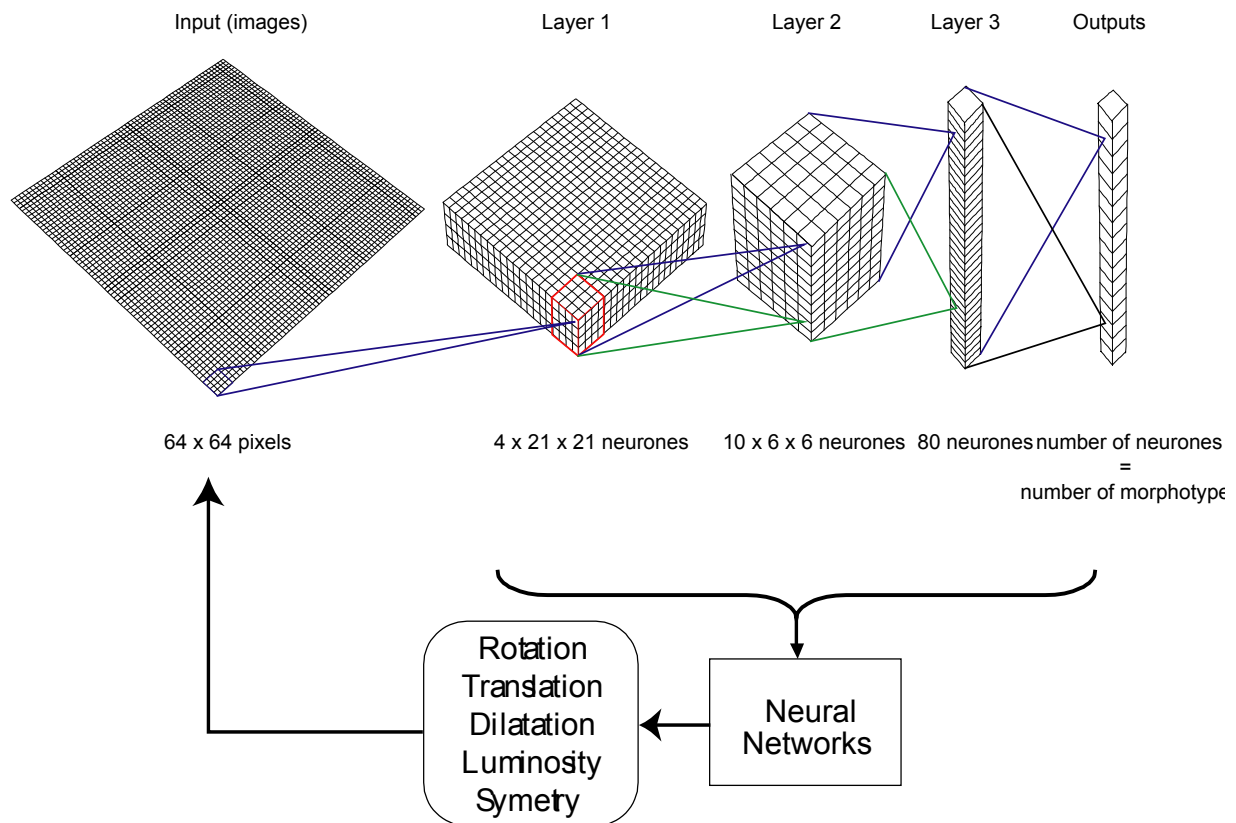 Input (images)
Layer 1
Layer 2
Layer 3
Outputs
64 x 64 pixels
4 x 21 x 21 neurones
10 x 6 x 6 neurones
80 neurones
number of neurones
=
number of morphotype
Rotation
Translation
Dilatation
Luminosity
Symetry
Neural
Networks